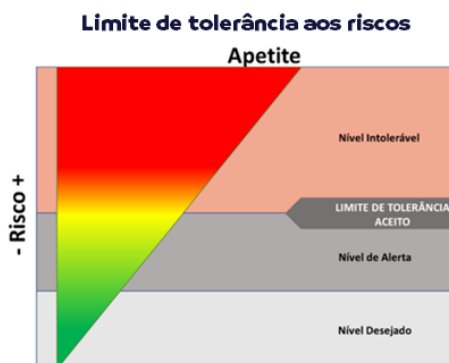 Limite de tolerância aos riscos
Apetite
- Risco +
Nível Intolerável
LIMITE DE TOLERÂNCIA
ACEITO
Nível de Alerta
Nível Desejado